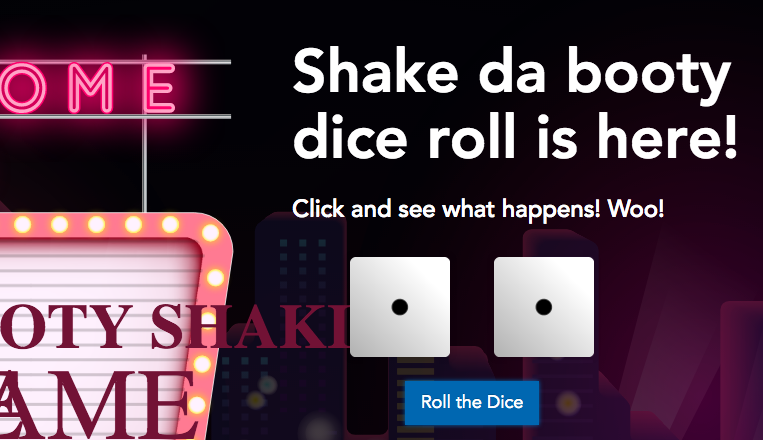 OME
Shake da booty
dice roll is here!
Click and see what happens! Woo!
OTY SHAKE
AME
Roll the Dice